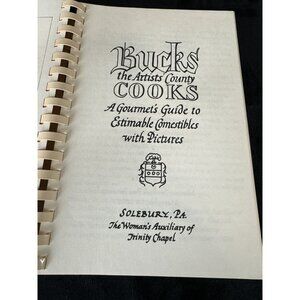 Bucks
the Artists County
COOKS
A Gourmet's Guide to
Estimable Comestibles
with Pictures
SOLEBURY, PA.
The Woman's Auxiliary of
Trinity Chapel